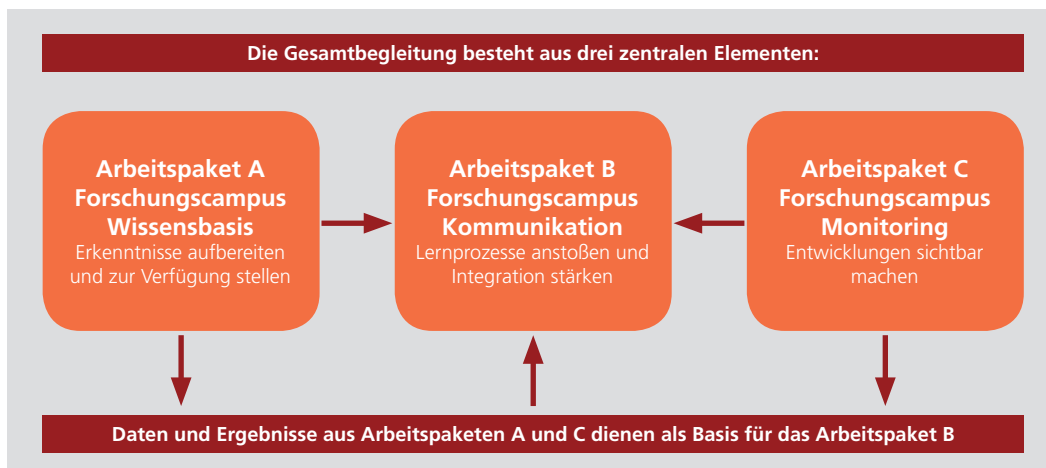 Die Gesamtbegleitung besteht aus drei zentralen Elementen:
Arbeitspaket A
Forschungscampus
Wissensbasis
Erkenntnisse aufbereiten
und zur Verfügung stellen
Arbeitspaket B
Forschungscampus
Kommunikation
Lernprozesse anstoßen und
Integration stärken
Arbeitspaket C
Forschungscampus
Monitoring
Entwicklungen sichtbar
machen
Daten und Ergebnisse aus Arbeitspaketen A und C dienen als Basis für das Arbeitspaket B